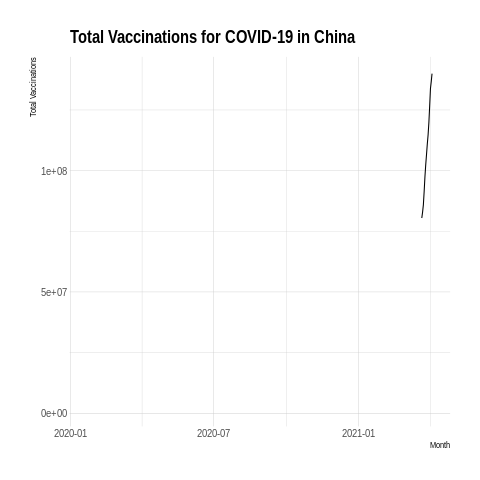 Total Vaccinations for COVID-19 in China
Total Vaccinations
1e+08
5e+07
0e+00
2020-01
2020-07
2021-01
Month